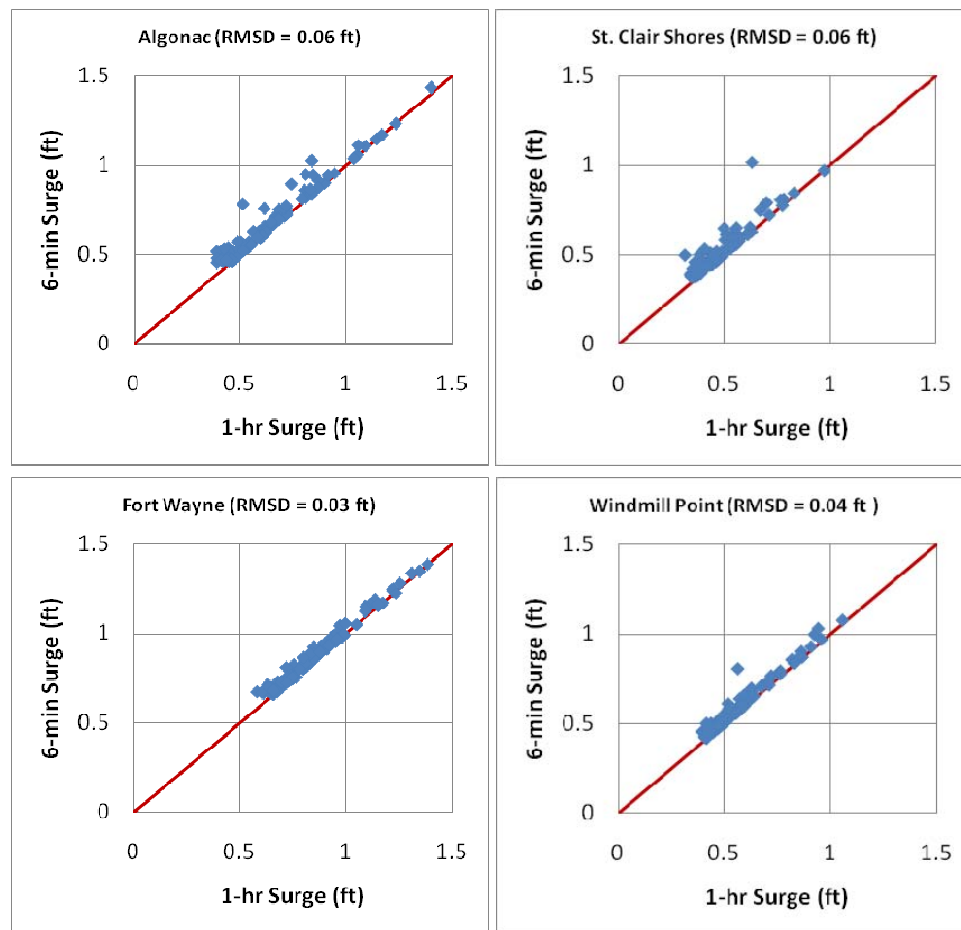 Algonac (RMSD = 0.06 ft)
1.5
1
0.5
0
6-min Surge (ft)
0
0.5
1
1.5
1-hr Surge (ft)
St. Clair Shores (RMSD = 0.06 ft)
1.5
1
0.5
0
6-min Surge (ft)
0
0.5
1
1.5
1-hr Surge (ft)
Fort Wayne (RMSD = 0.03 ft)
1.5
1
0.5
0
6-min Surge (ft)
0
0.5
1
1.5
1-hr Surge (ft)
Windmill Point (RMSD = 0.04 ft )
1.5
1
0.5
0
6-min Surge (ft)
0
0.5
1
1.5
1-hr Surge (ft)